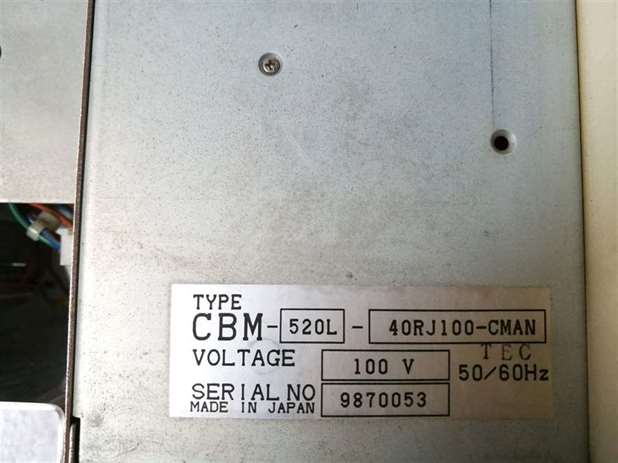 TYPE
CBM-520L-40RJ100-CMAN
TEC
VOLTAGE 100 V 50/60Hz
SERIAL NO 9870053
MADE IN JAPAN